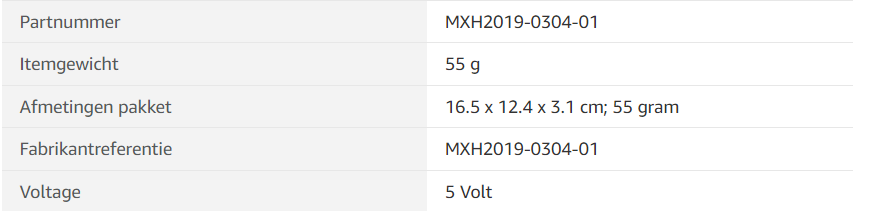 Partnummer MXH2019-0304-01
Itemgewicht 55 g
Afmetingen pakket 16.5 x 12.4 x 3.1 cm; 55 gram
Fabrikantreferentie MXH2019-0304-01
Voltage 5 Volt